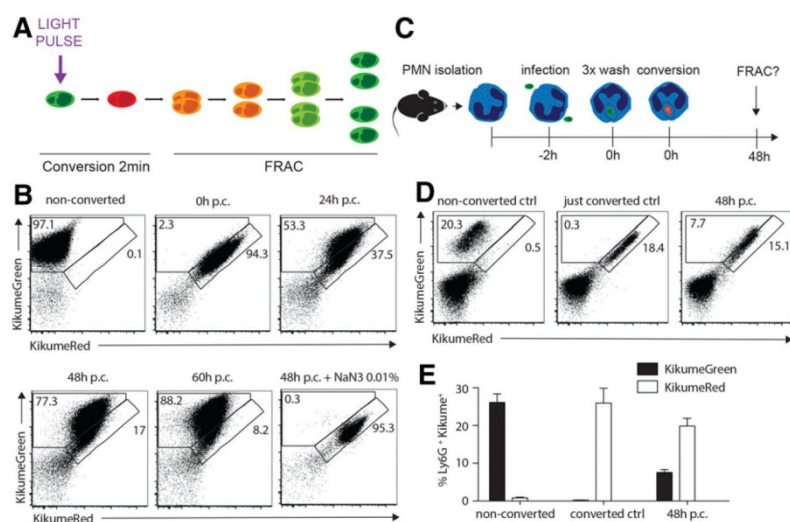 A
LIGHT
PULSE
Conversion 2min
FRAC
C
PMN isolation
infection
3x wash
conversion
FRAC?
-2h
0h
0h
48h
B
non-converted
0h p.c.
24h p.c.
97.1
0.1
2.3
94.3
53.3
37.5
KikumeGreen
KikumeRed
48h p.c.
60h p.c.
48h p.c. + NaN3 0.01%
77.3
17
88.2
8.2
0.3
95.3
KikumeGreen
KikumeRed
D
non-converted ctrl
just converted ctrl
48h p.c.
20.3
0.5
0.3
18.4
7.7
15.1
KikumeGreen
KikumeRed
E
KikumeGreen
KikumeRed
% Ly6G + Kikume+
30
20
10
0
non-converted
converted ctrl
48h p.c.